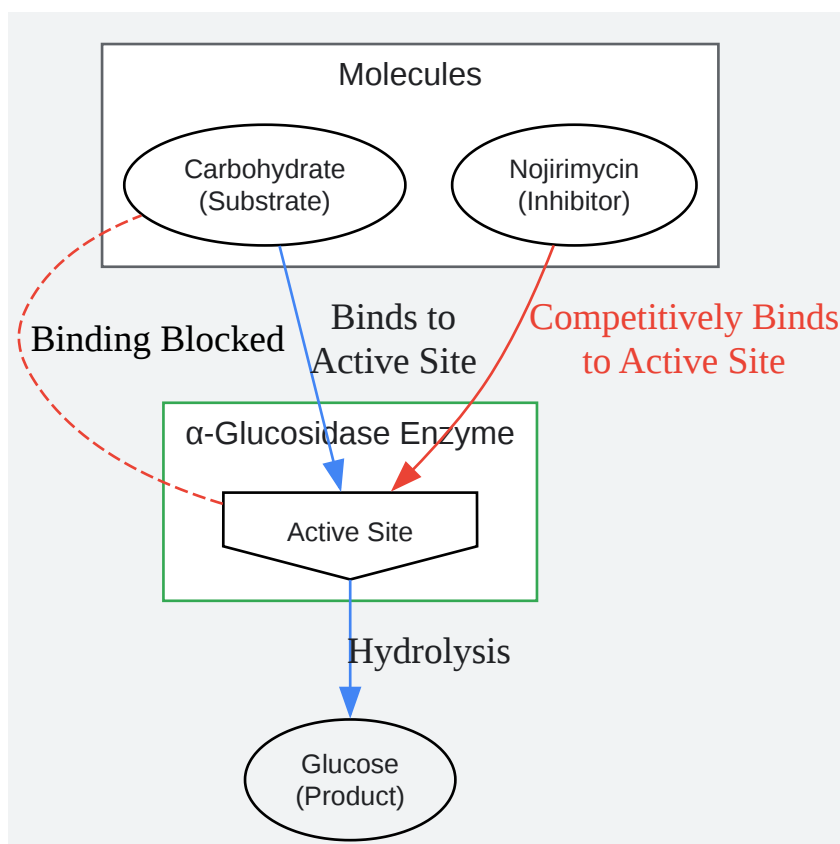 Molecules
Carbohydrate
(Substrate)
Nojirimycin
(Inhibitor)
Binding Blocked
Binds to
Active Site
Competitively Binds
to Active Site
α-Glucosidase Enzyme
Active Site
Hydrolysis
Glucose
(Product)